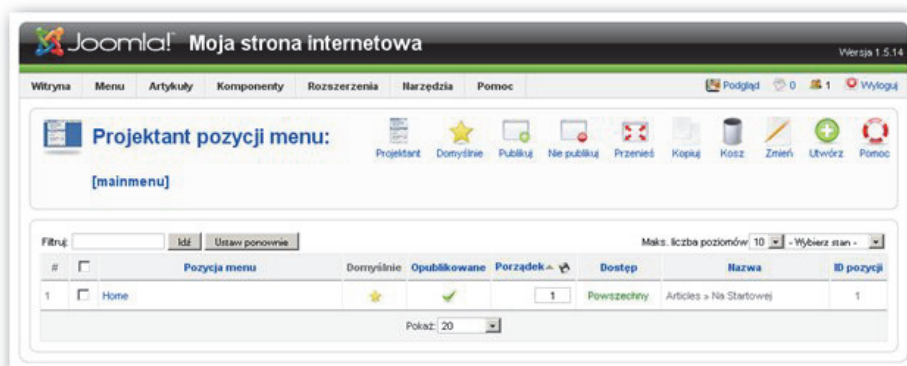 Joomla! Moja strona internetowa
Wersja 1.5.14
Witryna Menu Artykuły Komponenty Rozszerzenia Narzędzia Pomoc Podgląd 0 1 Wyloguj
Projektant pozycji menu: Projektant Domyślnie Publikuj Nie publikuj Przenieś Kopiuj Kosz Zmień Utwórz Pomoc
[mainmenu]
Filtruj: Idź Ustaw ponownie Maks. liczba poziomów 10 - Wybierz stan -
# Pozycja menu Domyślnie Opublikowane Porządek Dostęp Nazwa ID pozycji
1 Home 1 Powszechny Articles » Na Startowej 1
Pokaż: 20